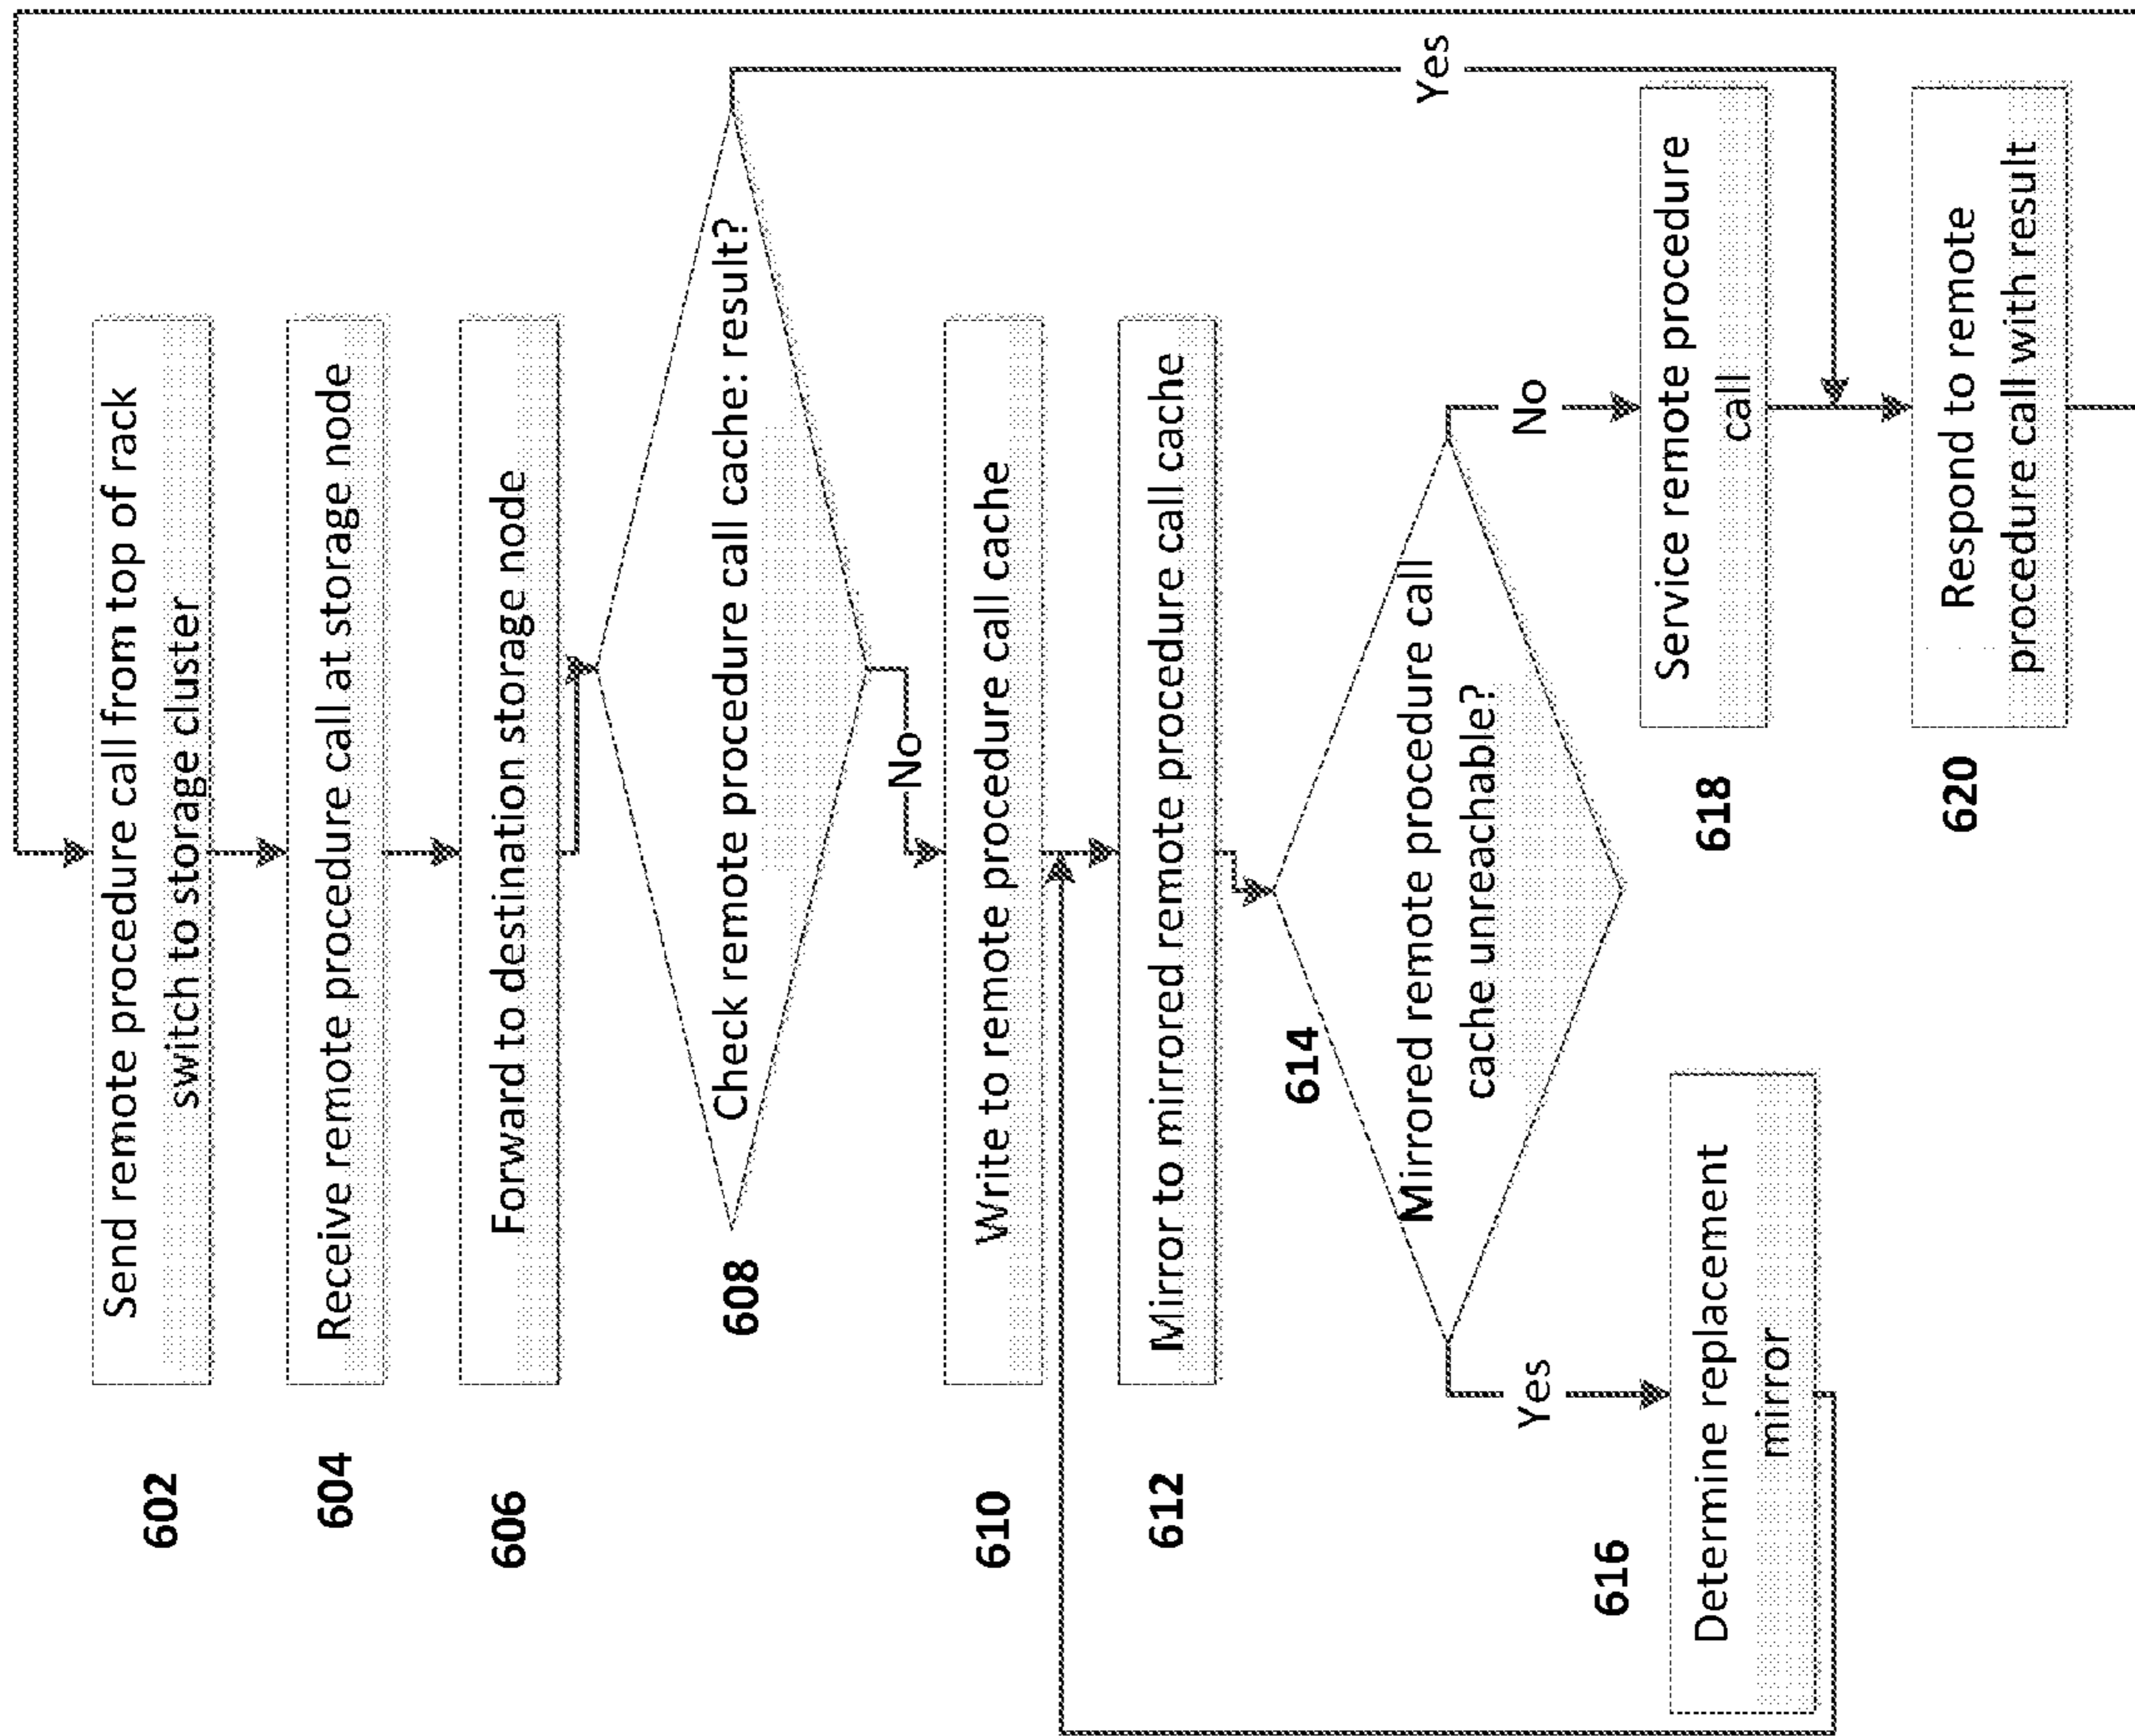 602
Send remote procedure call from top of rack
switch to storage cluster
604
Receive remote procedure call at storage node
606
Forward to destination storage node
608
Check remote procedure call cache: result?
Yes
No
610
Write to remote procedure call cache
612
Mirror to mirrored remote procedure call cache
614
Mirrored remote procedure call
cache unreachable?
Yes
No
616
Determine replacement
mirror
618
Service remote procedure
call
620
Respond to remote
procedure call with result